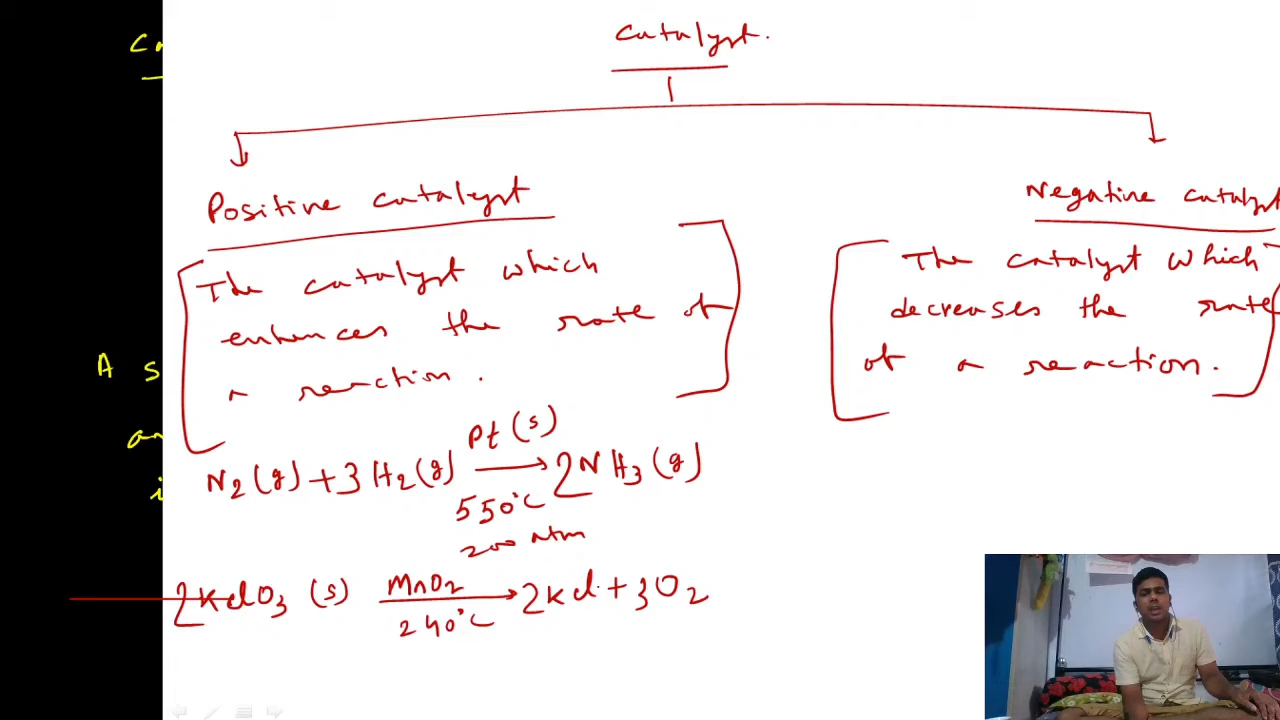 Catalyst.
Positive catalyst
The catalyst which
enhances the rate of
a reaction.
N2(g) + 3H2(g) Pt(s) → 2NH3(g)
550°C
200 Atm
2KClO3 (s) MnO2 → 2KCl + 3O2
240°C
Negative catalyst
The catalyst which
decreases the rate
of a reaction.
A s
an
i